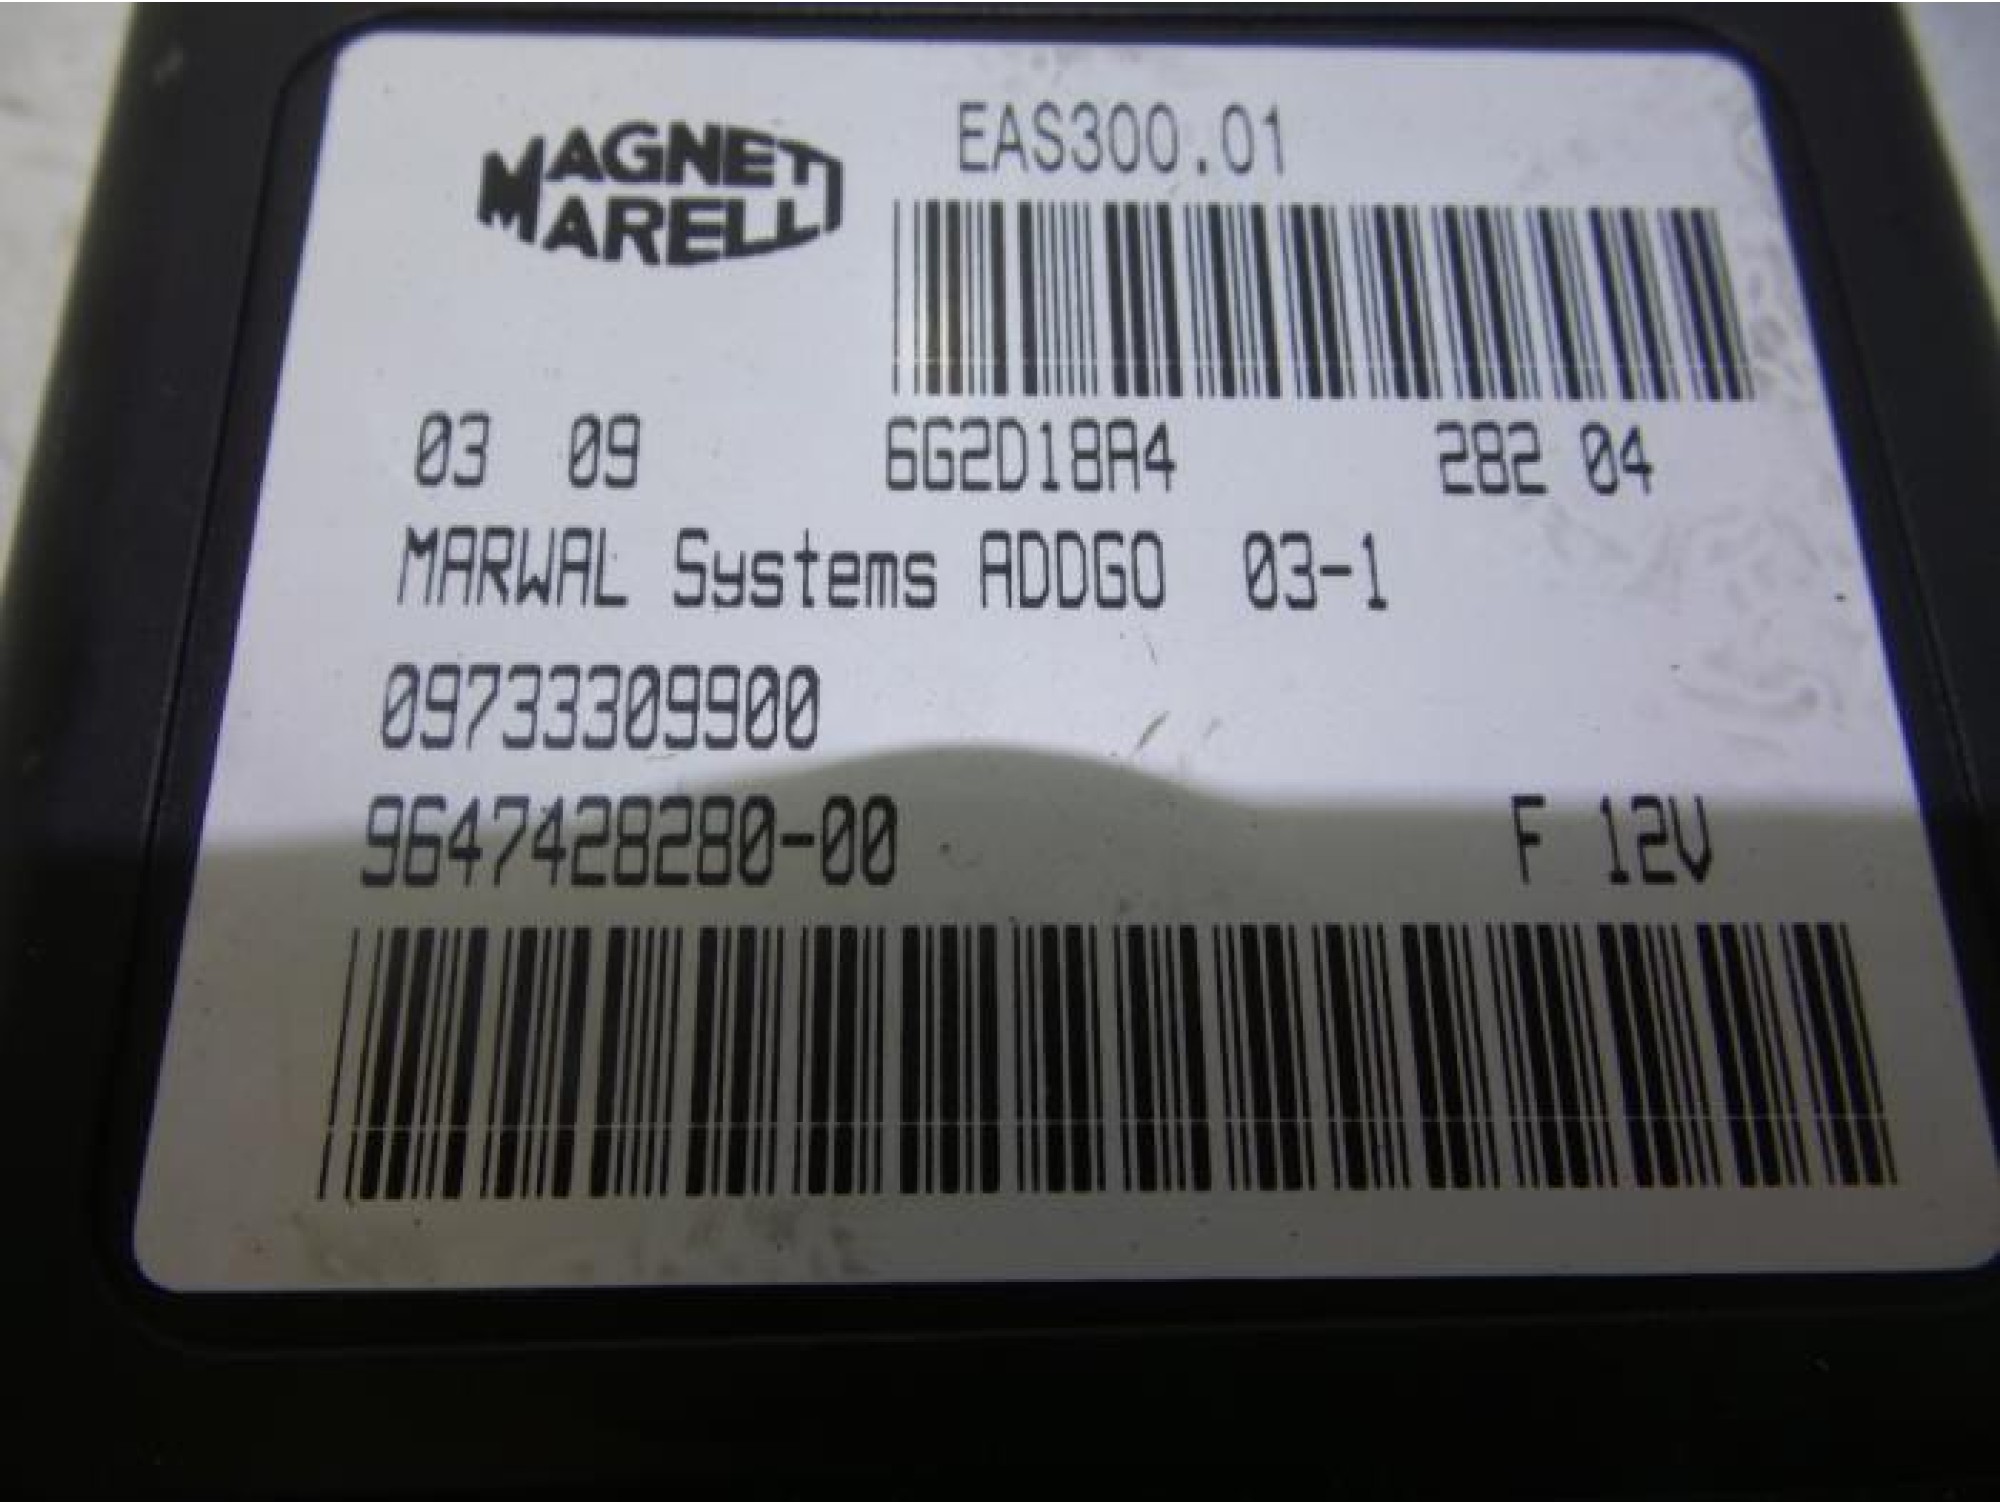 MAGNETI
MARELLI
EAS300.01
03 09 6G2D18A4 282 04
MARWAL Systems ADDGO 03-1
09733309900
9647428280-00 F 12V